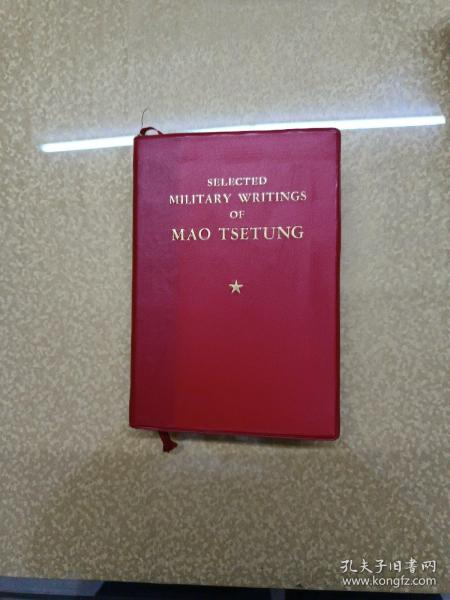 SELECTED
MILITARY WRITINGS
OF
MAO TSETUNG
孔夫子旧书网
www.kongfz.com